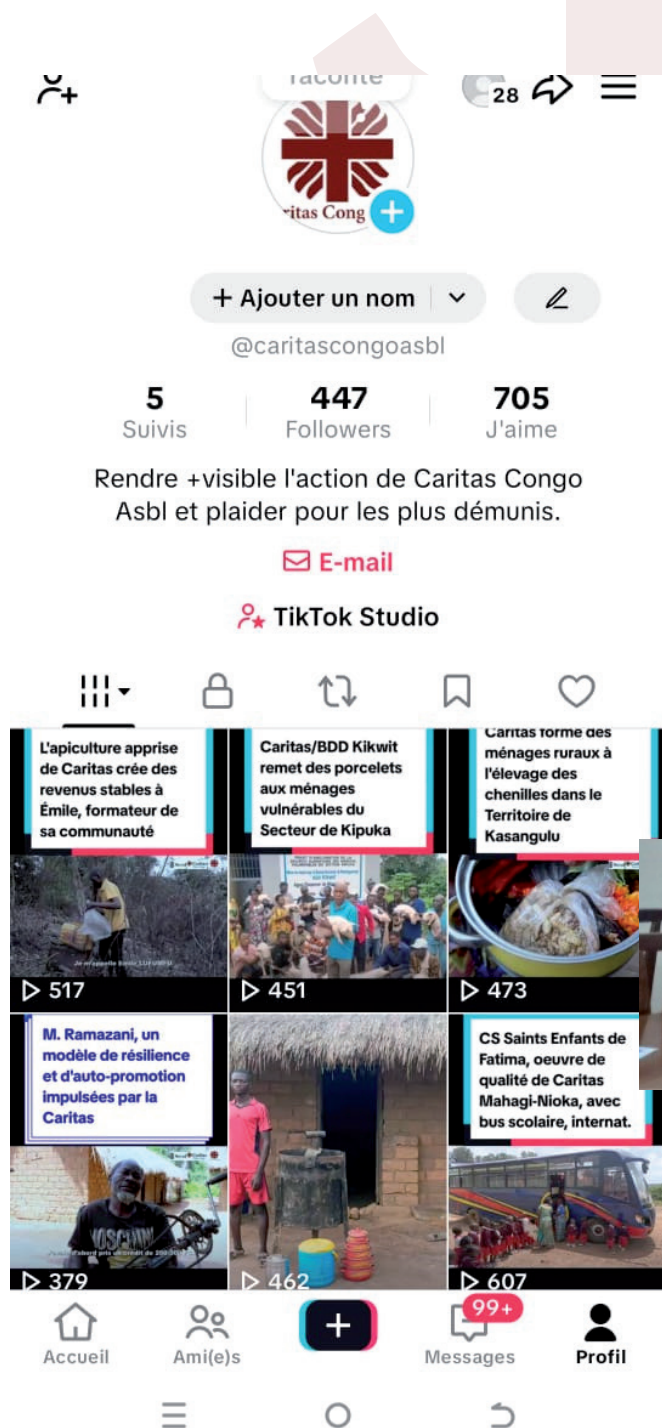 raconte
28
ritas Cong
+ Ajouter un nom
@caritascongoasbl
5
Suivis
447
Followers
705
J'aime
Rendre +visible l'action de Caritas Congo
Asbl et plaider pour les plus démunis.
E-mail
TikTok Studio
L'apiculture apprise
de Caritas crée des
revenus stables à
Émile, formateur de
sa communauté
517
Caritas/BDD Kikwit
remet des porcelets
aux ménages
vulnérables du
Secteur de Kipuka
451
Caritas forme des
ménages ruraux à
l'élevage des
chenilles dans le
Territoire de
Kasangulu
473
M. Ramazani, un
modèle de résilience
et d'auto-promotion
impulsées par la
Caritas
379
462
CS Saints Enfants de
Fatima, oeuvre de
qualité de Caritas
Mahagi-Nioka, avec
bus scolaire, internat.
607
Accueil
Ami(e)s
99+
Messages
Profil